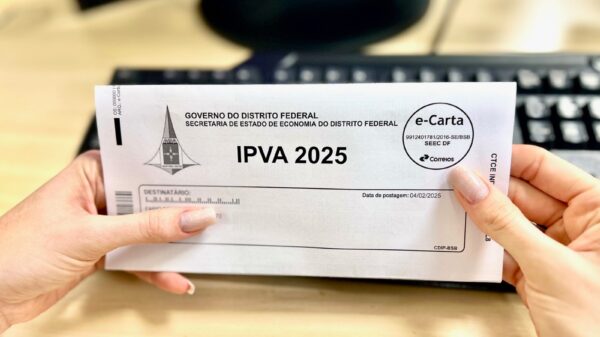 GOVERNO DO DISTRITO FEDERAL
SECRETARIA DE ESTADO DE ECONOMIA DO DISTRITO FEDERAL
IPVA 2025
e-Carta
9912401781/2016-SE/BSB
SEEC DF
Correios
DESTINATÁRIO:
Data de postagem: 04/02/2025
CDIP-BSB
CTCE